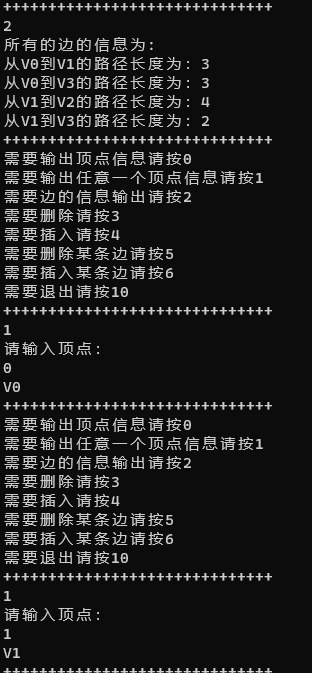 ++++++++++++++++++++++++++++++
2
所有的边的信息为:
从V0到V1的路径长度为: 3
从V0到V3的路径长度为: 3
从V1到V2的路径长度为: 4
从V1到V3的路径长度为: 2
++++++++++++++++++++++++++++++
需要输出顶点信息请按0
需要输出任意一个顶点信息请按1
需要边的信息输出请按2
需要删除请按3
需要插入请按4
需要删除某条边请按5
需要插入某条边请按6
需要退出请按10
++++++++++++++++++++++++++++++
1
请输入顶点:
0
V0
++++++++++++++++++++++++++++++
需要输出顶点信息请按0
需要输出任意一个顶点信息请按1
需要边的信息输出请按2
需要删除请按3
需要插入请按4
需要删除某条边请按5
需要插入某条边请按6
需要退出请按10
++++++++++++++++++++++++++++++
1
请输入顶点:
1
V1
++++++++++++++++++++++++++++++